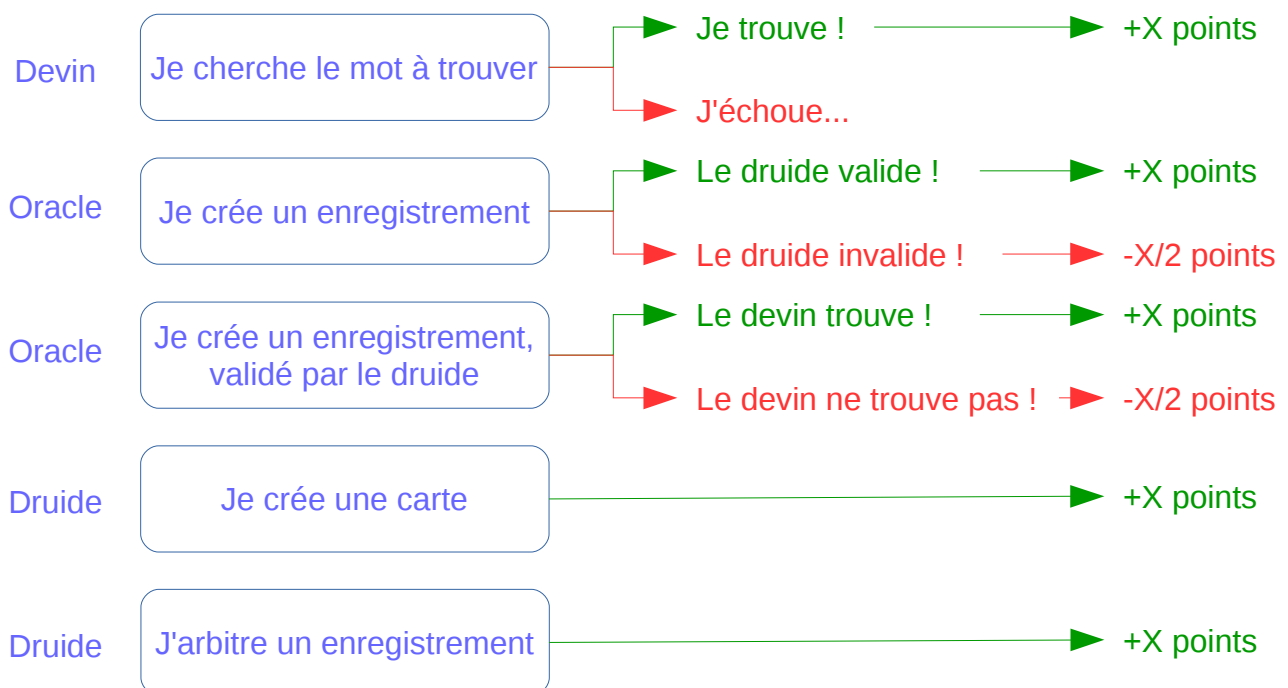 Devin
Je cherche le mot à trouver
Je trouve !
+X points
J'échoue...
Oracle
Je crée un enregistrement
Le druide valide !
+X points
Le druide invalide !
-X/2 points
Oracle
Je crée un enregistrement,
validé par le druide
Le devin trouve !
+X points
Le devin ne trouve pas !
-X/2 points
Druide
Je crée une carte
+X points
Druide
J'arbitre un enregistrement
+X points